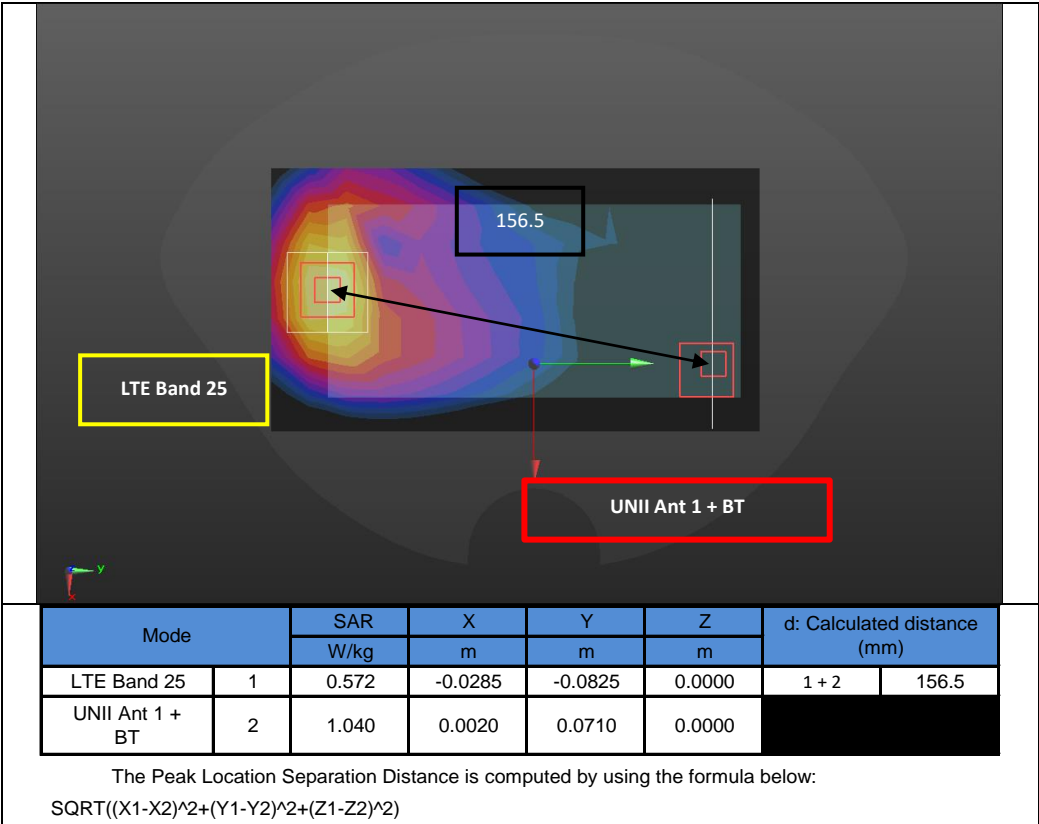 156.5
LTE Band 25
UNII Ant 1 + BT
y
x
Mode SAR X Y Z d: Calculated distance (mm)
W/kg m m m
LTE Band 25 1 0.572 -0.0285 -0.0825 0.0000 1 + 2 156.5
UNII Ant 1 + BT 2 1.040 0.0020 0.0710 0.0000
The Peak Location Separation Distance is computed by using the formula below:
SQRT((X1-X2)^2+(Y1-Y2)^2+(Z1-Z2)^2)